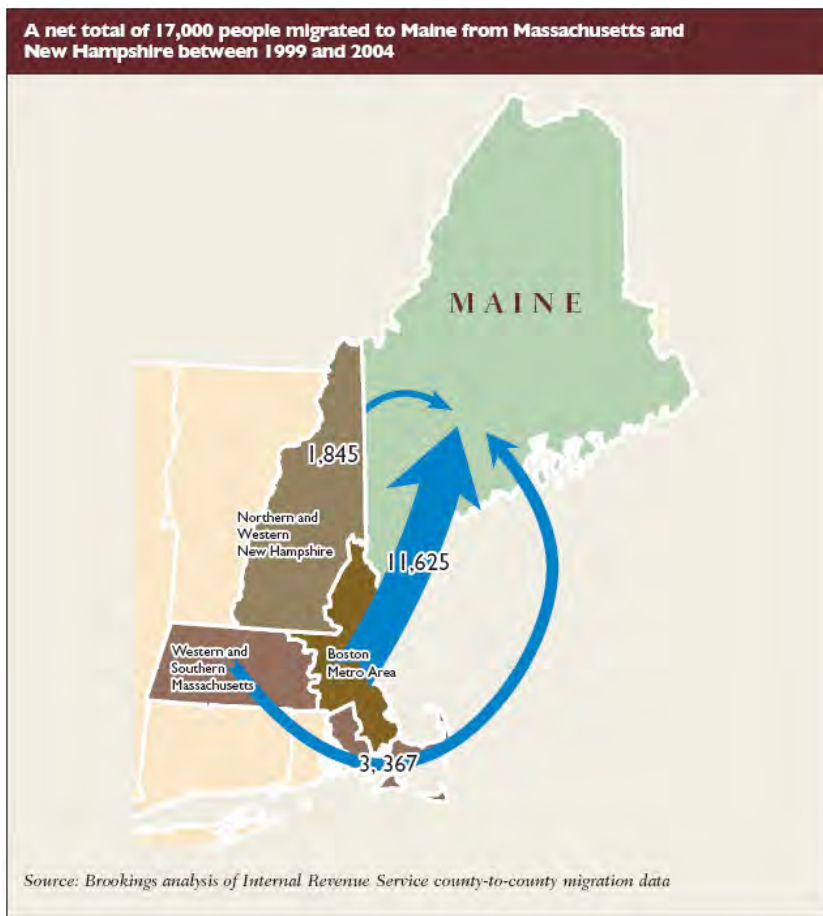 A net total of 17,000 people migrated to Maine from Massachusetts and
New Hampshire between 1999 and 2004
MAINE
1,845
Northern and
Western
New Hampshire
11,625
Western and
Southern
Massachusetts
Boston
Metro Area
3, 367
Source: Brookings analysis of Internal Revenue Service county-to-county migration data